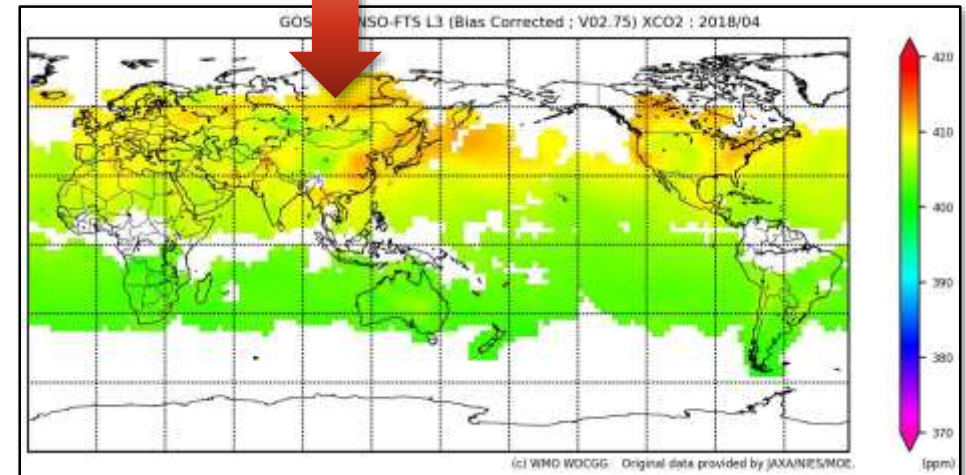 GOS NSO-FTS L3 (Bias Corrected ; V02.75) XCO2 : 2018/04
420
410
400
390
380
370
(ppm)
(c) WMO WDCGG Original data provided by JAXA/NIES/MOE.